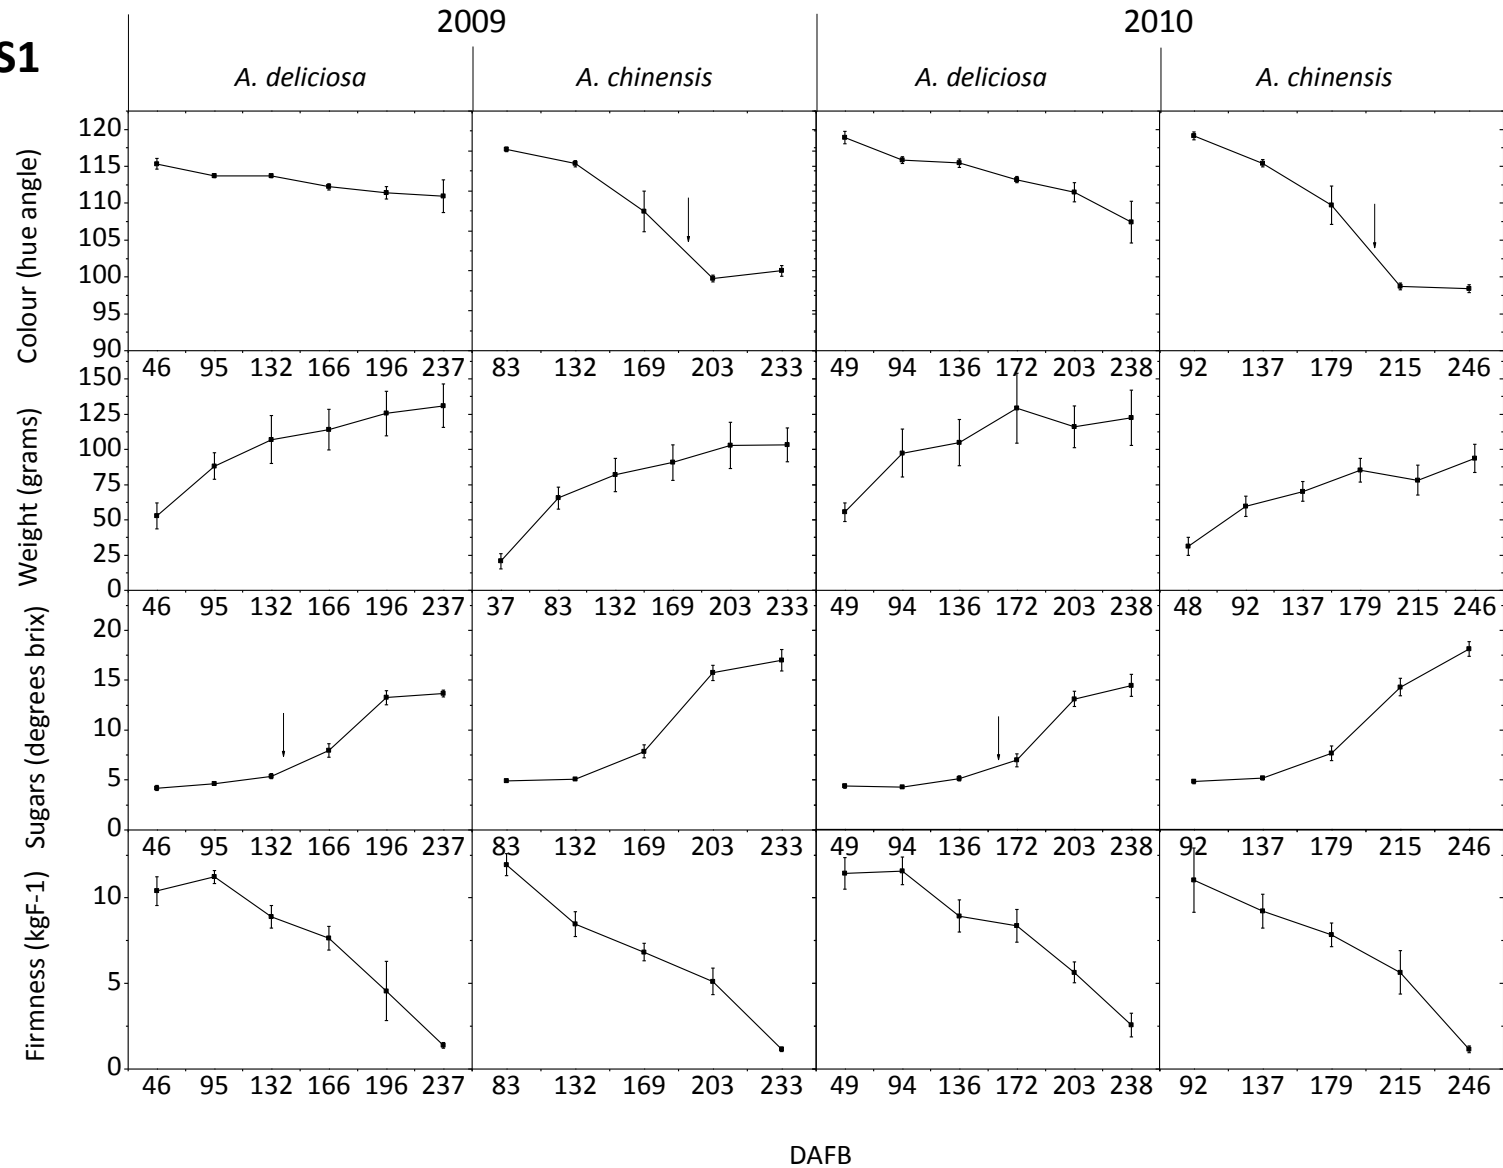 2009 2010
S1
A. deliciosa A. chinensis A. deliciosa A. chinensis
Colour (hue angle)
120
115
110
105
100
95
90
46 95 132 166 196 237 83 132 169 203 233 49 94 136 172 203 238 92 137 179 215 246
Weight (grams)
150
125
100
75
50
25
0
46 95 132 166 196 237 37 83 132 169 203 233 49 94 136 172 203 238 48 92 137 179 215 246
Sugars (degrees brix)
20
15
10
5
0
46 95 132 166 196 237 83 132 169 203 233 49 94 136 172 203 238 92 137 179 215 246
Firmness (kgF-1)
10
5
0
46 95 132 166 196 237 83 132 169 203 233 49 94 136 172 203 238 92 137 179 215 246
DAFB